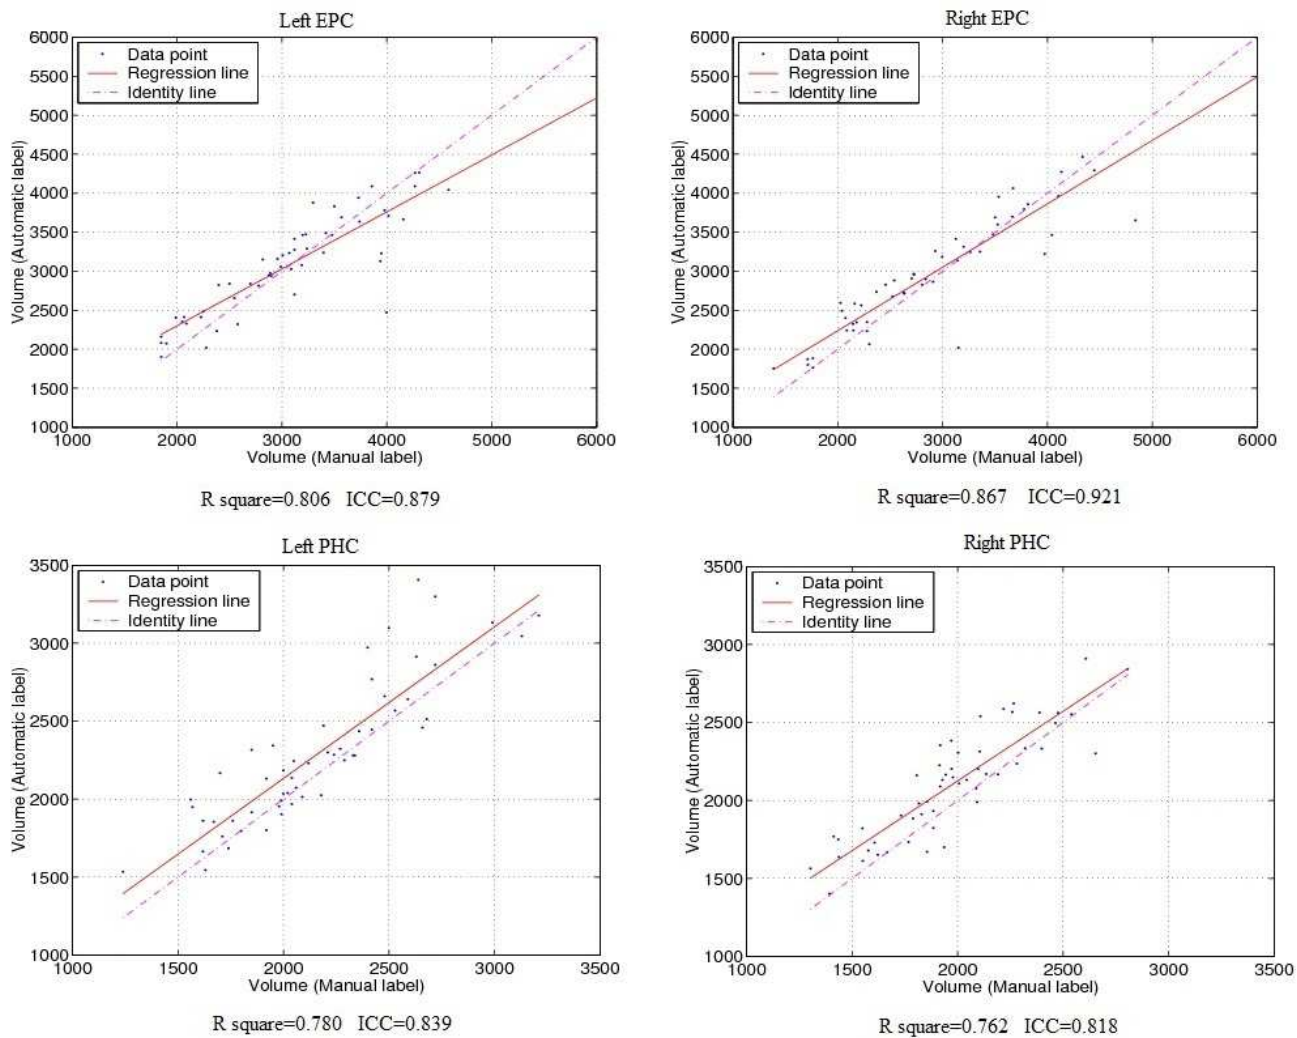 Left EPC
6000
5500
5000
4500
4000
3500
3000
2500
2000
1500
1000
Volume (Automatic label)
Data point
Regression line
Identity line
1000 2000 3000 4000 5000 6000
Volume (Manual label)
R square=0.806 ICC=0.879
Right EPC
6000
5500
5000
4500
4000
3500
3000
2500
2000
1500
1000
Volume (Automatic label)
Data point
Regression line
Identity line
1000 2000 3000 4000 5000 6000
Volume (Manual label)
R square=0.867 ICC=0.921
Left PHC
3500
3000
2500
2000
1500
1000
Volume (Automatic label)
Data point
Regression line
Identity line
1000 1500 2000 2500 3000 3500
Volume (Manual label)
R square=0.780 ICC=0.839
Right PHC
3500
3000
2500
2000
1500
1000
Volume (Automatic label)
Data point
Regression line
Identity line
1000 1500 2000 2500 3000 3500
Volume (Manual label)
R square=0.762 ICC=0.818